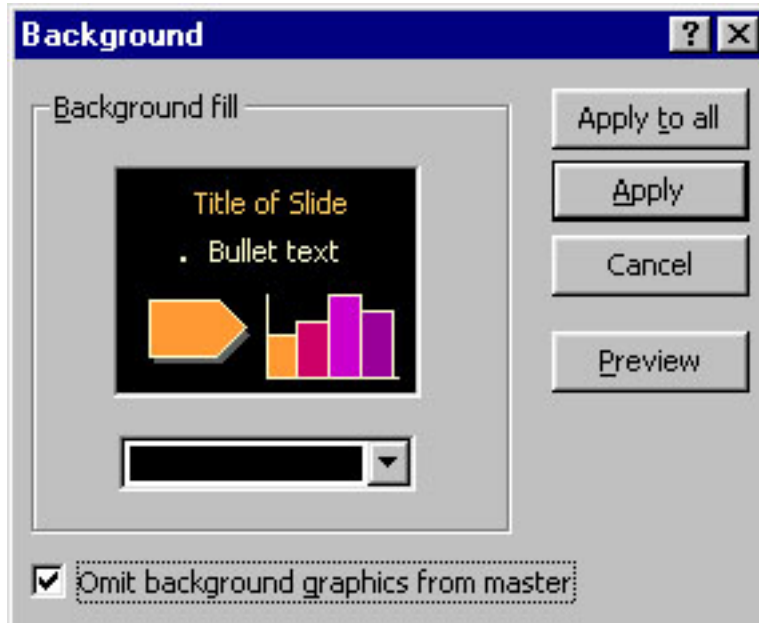 Background
Background fill
Title of Slide
. Bullet text
Apply to all
Apply
Cancel
Preview
Omit background graphics from master